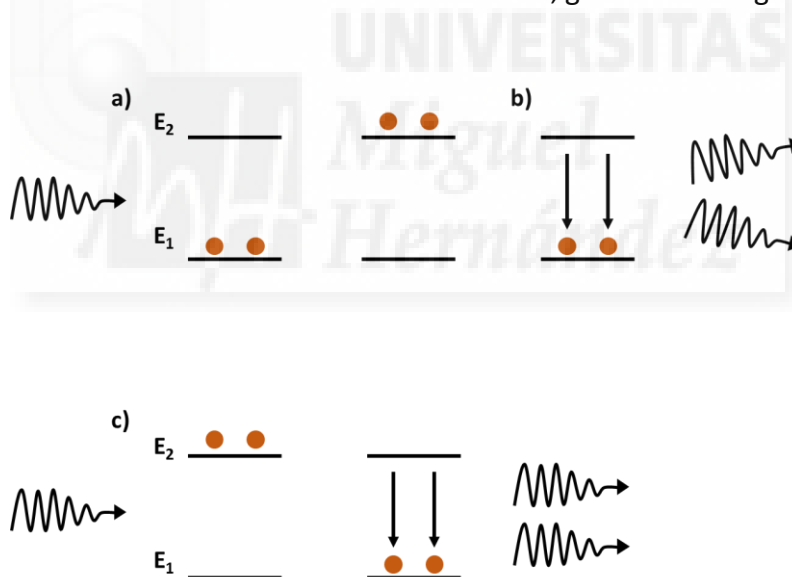 UNIVERSITAS
Miguel
Hernández
a) b)
E₂
E₁
c)
E₂
E₁